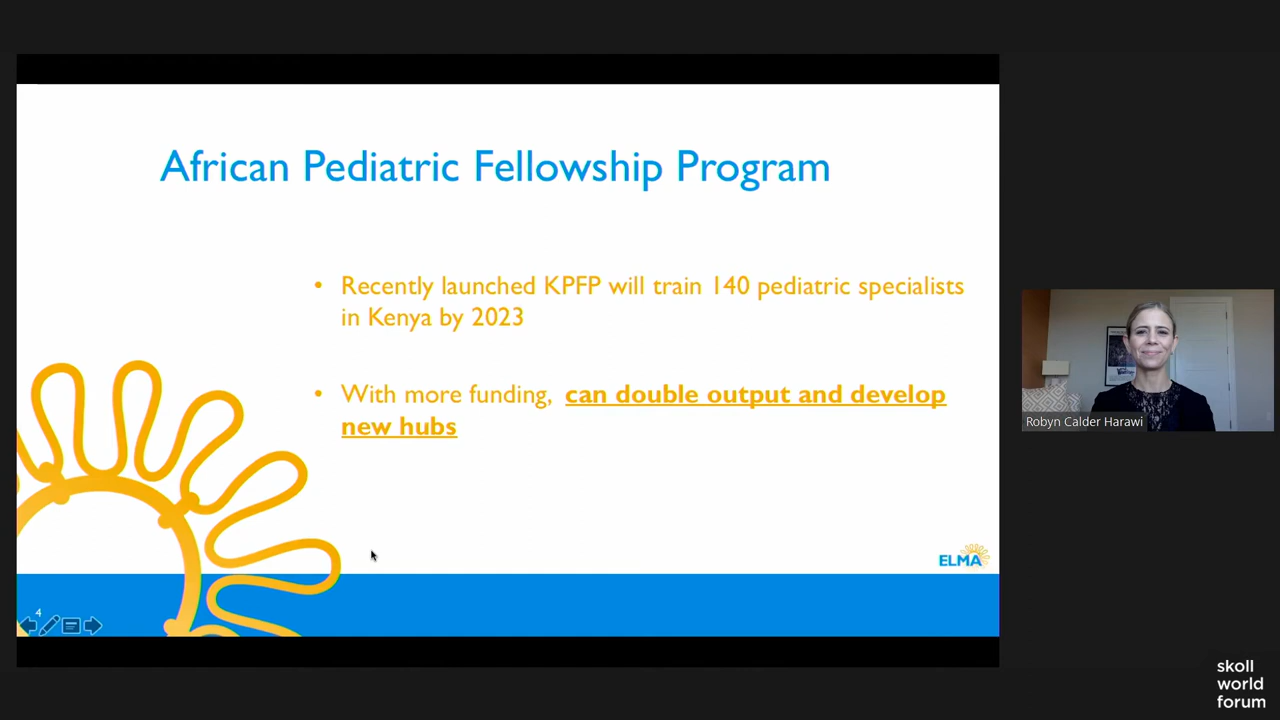 African Pediatric Fellowship Program
• Recently launched KPFP will train 140 pediatric specialists
in Kenya by 2023
• With more funding, can double output and develop
new hubs
ELMA
4
Robyn Calder Harawi
skoll
world
forum